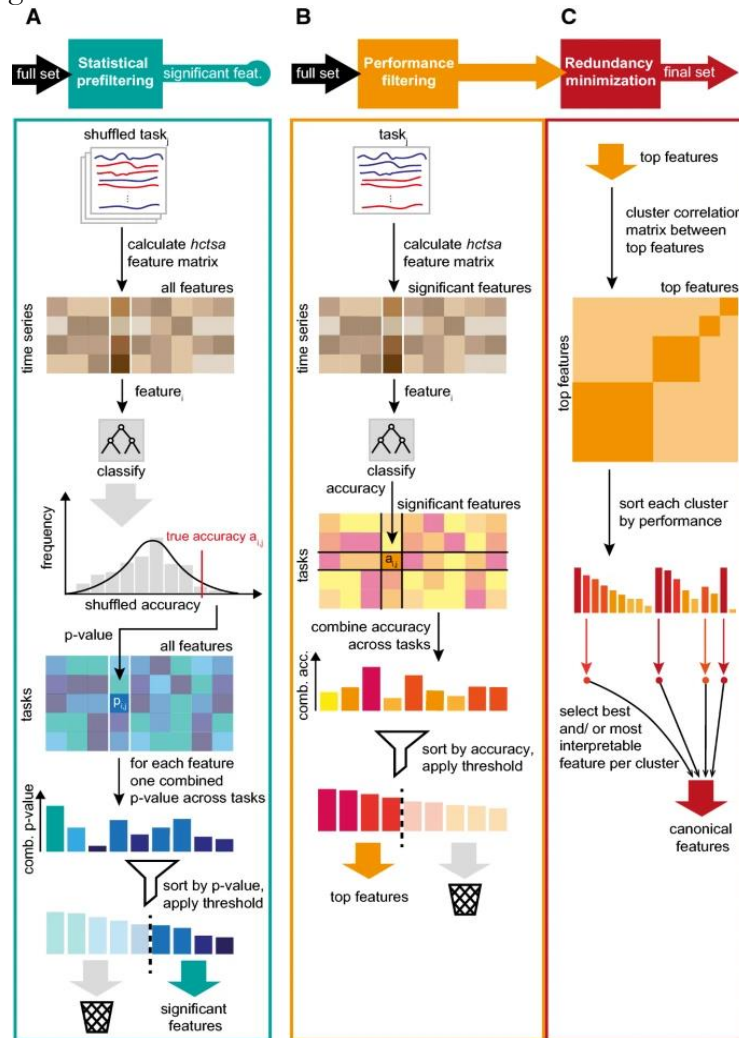 A
full set
Statistical
prefiltering
significant feat.
shuffled task j
calculate hctsa
feature matrix
all features
time series
feature i
classify
frequency
true accuracy a i,j
shuffled accuracy
p-value
all features
tasks
p i,j
for each feature
one combined
p-value across tasks
comb. p-value
sort by p-value,
apply threshold
significant
features
B
full set
Performance
filtering
task j
calculate hctsa
feature matrix
significant features
time series
feature i
classify
accuracy
significant features
tasks
a i,j
combine accuracy
across tasks
comb. acc.
sort by accuracy,
apply threshold
top features
C
Redundancy
minimization
final set
top features
cluster correlation
matrix between
top features
top features
top features
sort each cluster
by performance
select best
and/ or most
interpretable
feature per cluster
canonical
features